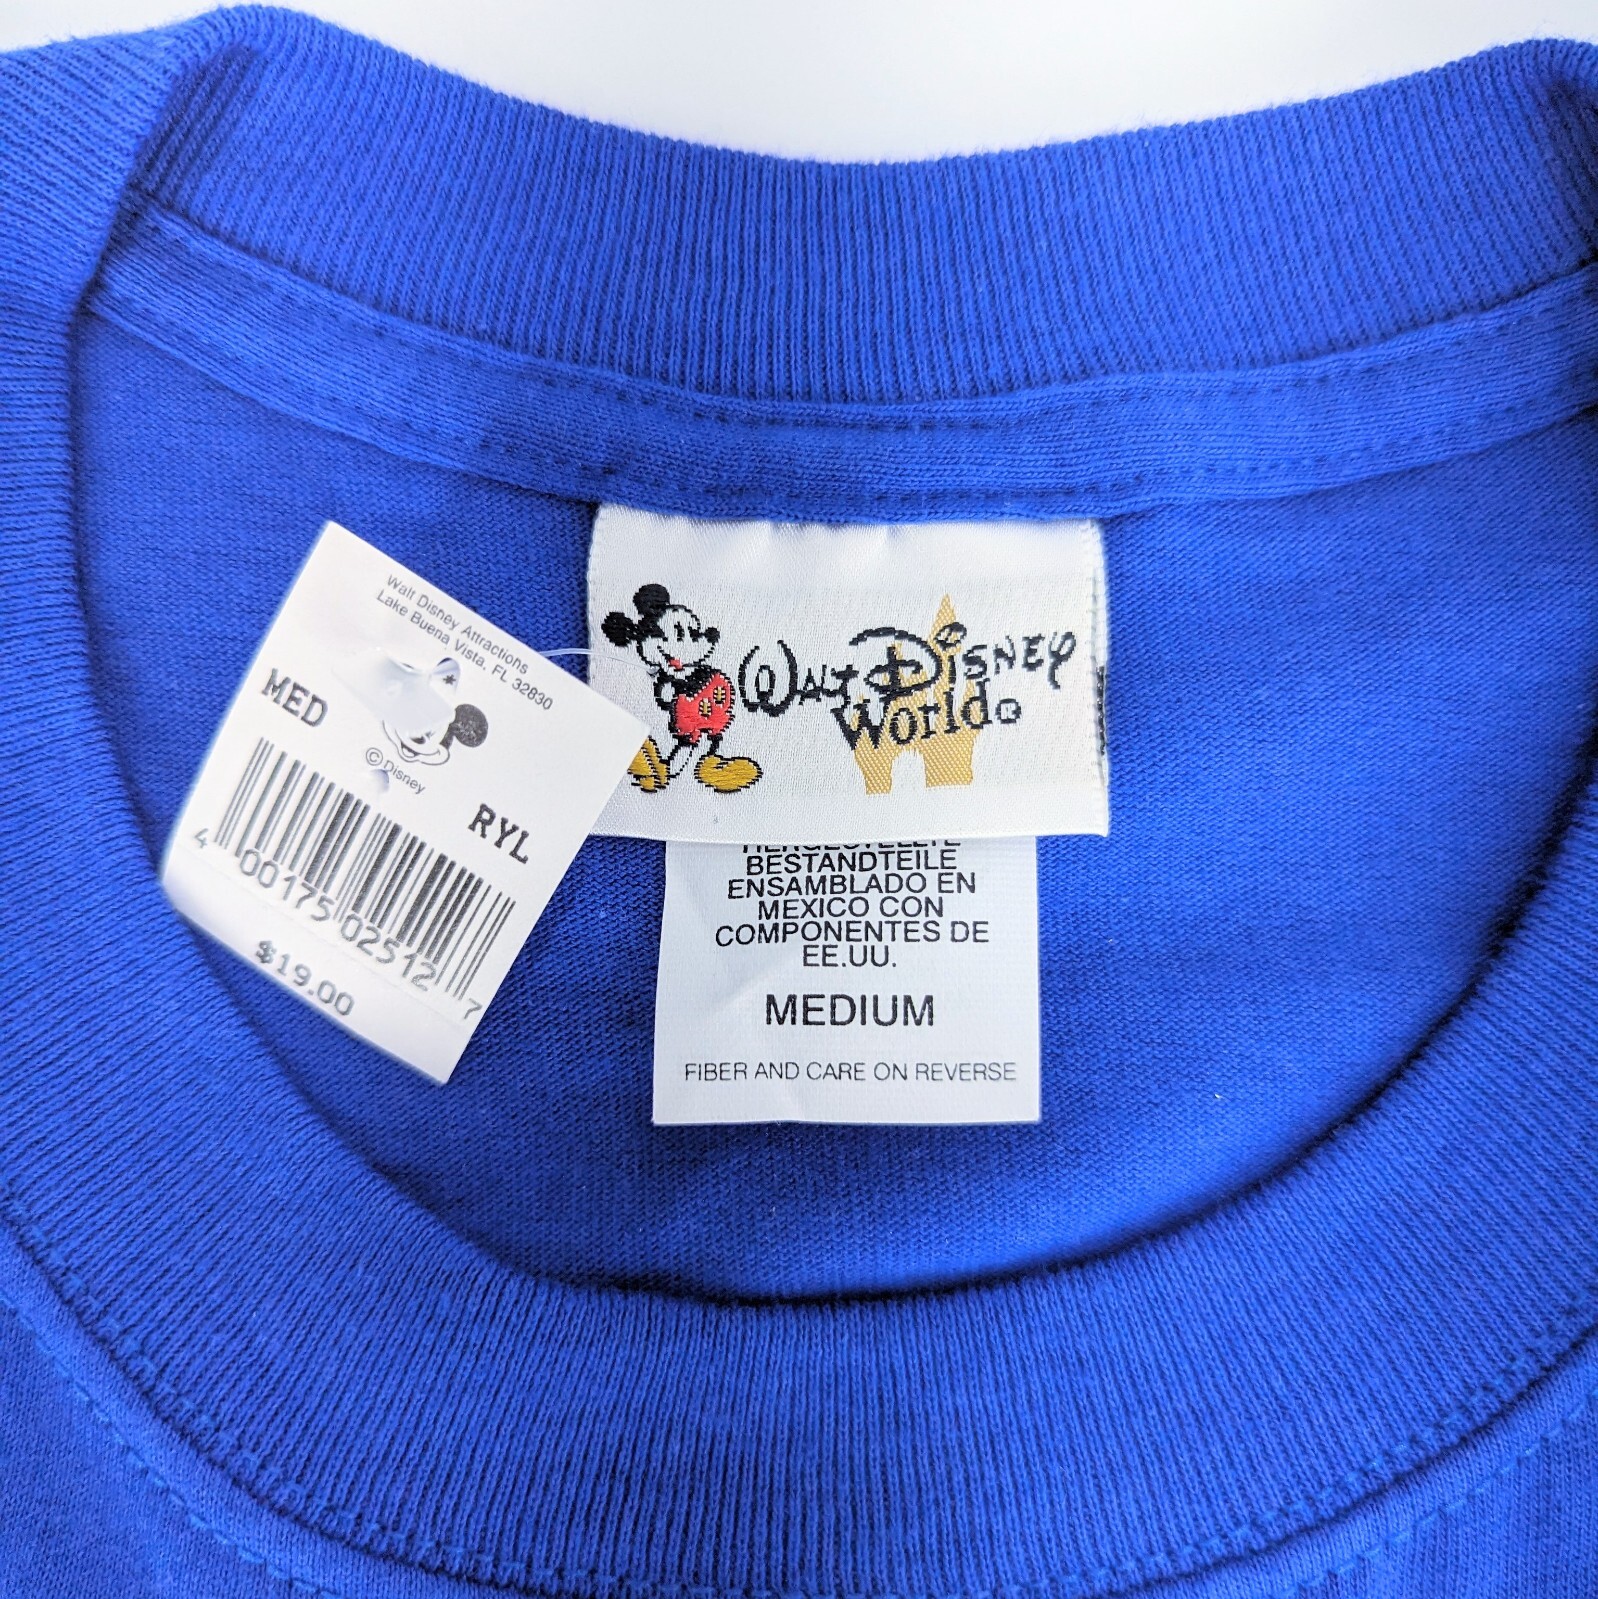 Walt Disney Attractions
Lake Buena Vista, FL 32830
MED
©Disney
RYL
4 00175 02512 7
$19.00
WALT DISNEY
World
HERGESTELLTE
BESTANDTEILE
ENSAMBLADO EN
MEXICO CON
COMPONENTES DE
EE.UU.
MEDIUM
FIBER AND CARE ON REVERSE